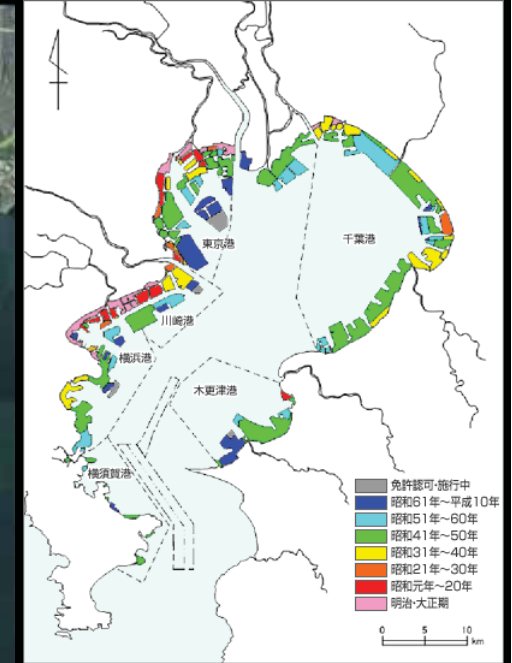 東京港
千葉港
川崎港
横浜港
木更津港
横須賀港
免許認可・施行中
昭和61年～平成10年
昭和51年～60年
昭和41年～50年
昭和31年～40年
昭和21年～30年
昭和元年～20年
明治・大正期
0 5 10
km